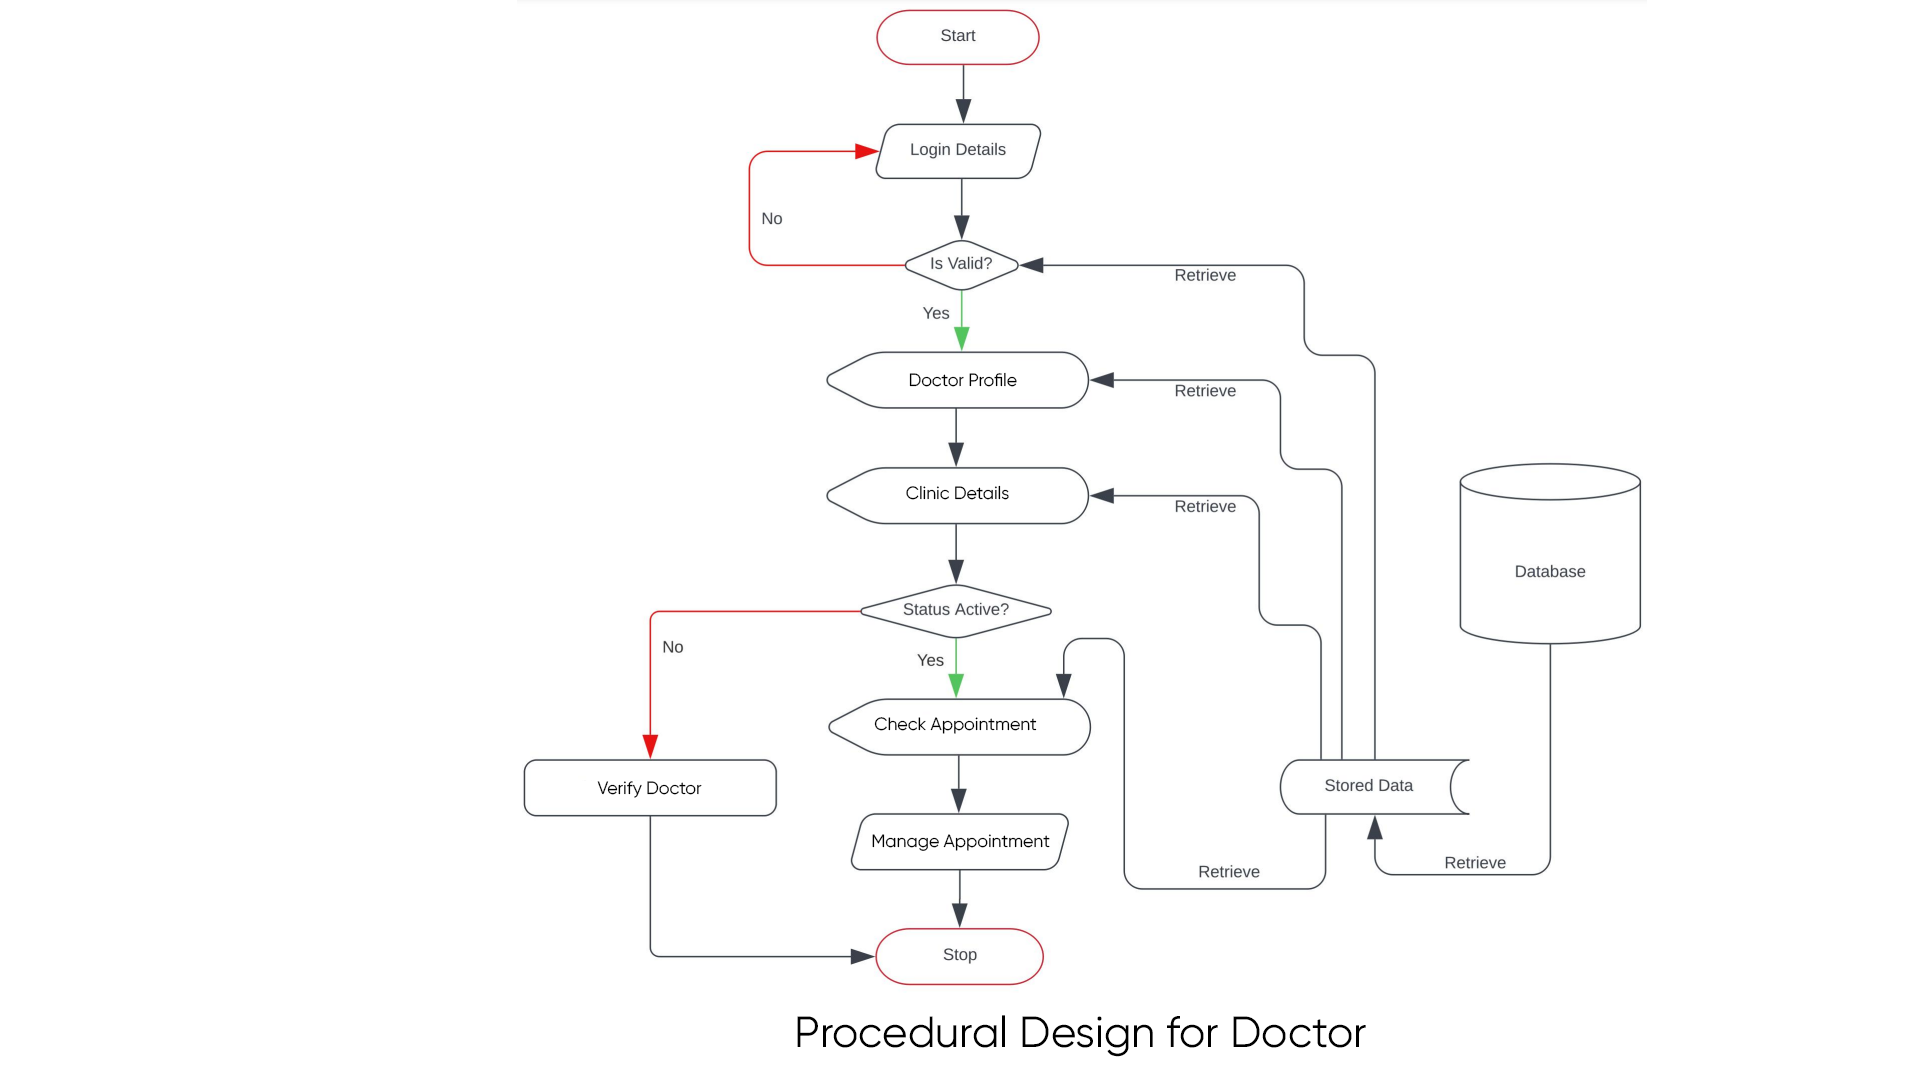 Start
Login Details
No
Is Valid?
Retrieve
Yes
Doctor Profile
Retrieve
Clinic Details
Retrieve
Database
Status Active?
No
Yes
Check Appointment
Verify Doctor
Stored Data
Manage Appointment
Retrieve
Retrieve
Stop
Procedural Design for Doctor